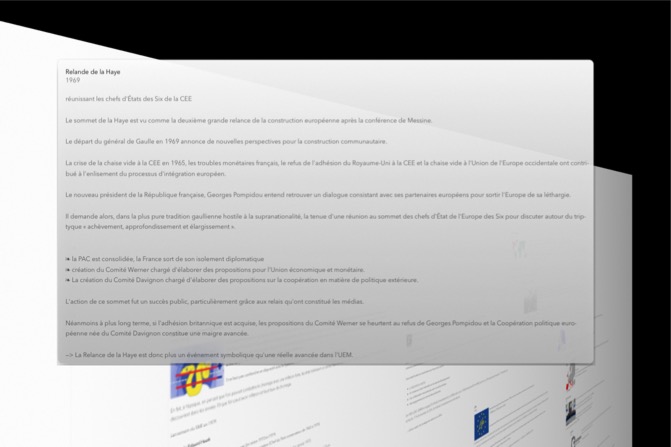 Relande de la Haye
1969
réunissant les chefs d'États des Six de la CEE
Le sommet de la Haye est vu comme la deuxième grande relance de la construction européenne après la conférence de Messine.
Le départ du général de Gaulle en 1969 annonce de nouvelles perspectives pour la construction communautaire.
La crise de la chaise vide à la CEE en 1965, les troubles monétaires français, le refus de l'adhésion du Royaume-Uni à la CEE et la chaise vide à l'Union de l'Europe occidentale ont contri-
bué à l'enlisement du processus d'intégration européen.
Le nouveau président de la République française, Georges Pompidou entend retrouver un dialogue consistant avec ses partenaires européens pour sortir l'Europe de sa léthargie.
Il demande alors, dans la plus pure tradition gaullienne hostile à la supranationalité, la tenue d'une réunion au sommet des chefs d'État de l'Europe des Six pour discuter autour du trip-
tyque « achèvement, approfondissement et élargissement »
❧ la PAC est consolidée, la France sort de son isolement diplomatique
❧ création du Comité Werner chargé d'élaborer des propositions pour l'Union économique et monétaire.
❧ La création du Comité Davignon chargé d'élaborer des propositions sur la coopération en matière de politique extérieure.
L'action de ce sommet fut un succès public, particulièrement grâce aux relais qu'ont constitué les médias.
Néanmoins à plus long terme, si l'adhésion britannique est acquise, les propositions du Comité Werner se heurtent au refus de Georges Pompidou et la Coopération politique euro-
péenne née du Comité Davignon constitue une maigre avancée.
--> La Relance de la Haye est donc plus un événement symbolique qu'une réelle avancée dans l'UEM.